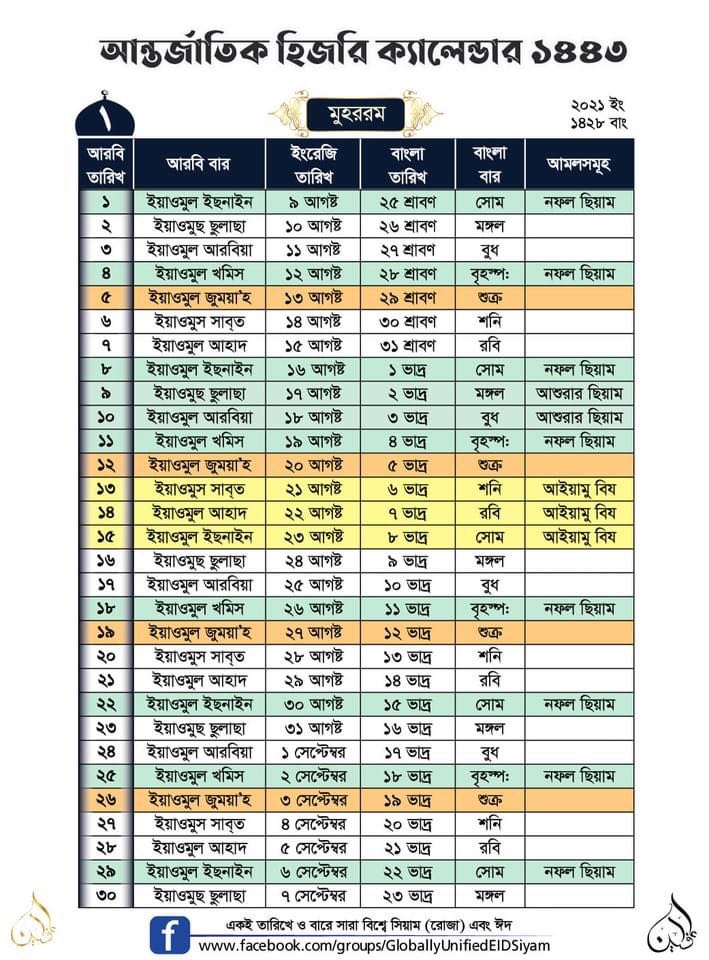 আন্তর্জাতিক হিজরি ক্যালেন্ডার ১৪৪৩
১
মুহররম
২০২১ ইং
১৪২৮ বাং
আরবি তারিখ আরবি বার ইংরেজি তারিখ বাংলা তারিখ বাংলা বার আমলসমূহ
১ ইয়াওমুল ইছনাইন ৯ আগষ্ট ২৫ শ্রাবণ সোম নফল ছিয়াম
২ ইয়াওমুছ ছুলাছা ১০ আগষ্ট ২৬ শ্রাবণ মঙ্গল
৩ ইয়াওমুল আরবিয়া ১১ আগষ্ট ২৭ শ্রাবণ বুধ
৪ ইয়াওমুল খমিস ১২ আগষ্ট ২৮ শ্রাবণ বৃহস্প: নফল ছিয়াম
৫ ইয়াওমুল জুময়া'হ ১৩ আগষ্ট ২৯ শ্রাবণ শুক্র
৬ ইয়াওমুস সাব্‌ত ১৪ আগষ্ট ৩০ শ্রাবণ শনি
৭ ইয়াওমুল আহাদ ১৫ আগষ্ট ৩১ শ্রাবণ রবি
৮ ইয়াওমুল ইছনাইন ১৬ আগষ্ট ১ ভাদ্র সোম নফল ছিয়াম
৯ ইয়াওমুছ ছুলাছা ১৭ আগষ্ট ২ ভাদ্র মঙ্গল আশুরার ছিয়াম
১০ ইয়াওমুল আরবিয়া ১৮ আগষ্ট ৩ ভাদ্র বুধ আশুরার ছিয়াম
১১ ইয়াওমুল খমিস ১৯ আগষ্ট ৪ ভাদ্র বৃহস্প: নফল ছিয়াম
১২ ইয়াওমুল জুময়া'হ ২০ আগষ্ট ৫ ভাদ্র শুক্র
১৩ ইয়াওমুস সাব্‌ত ২১ আগষ্ট ৬ ভাদ্র শনি আইয়ামু বিয
১৪ ইয়াওমুল আহাদ ২২ আগষ্ট ৭ ভাদ্র রবি আইয়ামু বিয
১৫ ইয়াওমুল ইছনাইন ২৩ আগষ্ট ৮ ভাদ্র সোম আইয়ামু বিয
১৬ ইয়াওমুছ ছুলাছা ২৪ আগষ্ট ৯ ভাদ্র মঙ্গল
১৭ ইয়াওমুল আরবিয়া ২৫ আগষ্ট ১০ ভাদ্র বুধ
১৮ ইয়াওমুল খমিস ২৬ আগষ্ট ১১ ভাদ্র বৃহস্প: নফল ছিয়াম
১৯ ইয়াওমুল জুময়া'হ ২৭ আগষ্ট ১২ ভাদ্র শুক্র
২০ ইয়াওমুস সাব্‌ত ২৮ আগষ্ট ১৩ ভাদ্র শনি
২১ ইয়াওমুল আহাদ ২৯ আগষ্ট ১৪ ভাদ্র রবি
২২ ইয়াওমুল ইছনাইন ৩০ আগষ্ট ১৫ ভাদ্র সোম নফল ছিয়াম
২৩ ইয়াওমুছ ছুলাছা ৩১ আগষ্ট ১৬ ভাদ্র মঙ্গল
২৪ ইয়াওমুল আরবিয়া ১ সেপ্টেম্বর ১৭ ভাদ্র বুধ
২৫ ইয়াওমুল খমিস ২ সেপ্টেম্বর ১৮ ভাদ্র বৃহস্প: নফল ছিয়াম
২৬ ইয়াওমুল জুময়া'হ ৩ সেপ্টেম্বর ১৯ ভাদ্র শুক্র
২৭ ইয়াওমুস সাব্‌ত ৪ সেপ্টেম্বর ২০ ভাদ্র শনি
২৮ ইয়াওমুল আহাদ ৫ সেপ্টেম্বর ২১ ভাদ্র রবি
২৯ ইয়াওমুল ইছনাইন ৬ সেপ্টেম্বর ২২ ভাদ্র সোম নফল ছিয়াম
৩০ ইয়াওমুছ ছুলাছা ৭ সেপ্টেম্বর ২৩ ভাদ্র মঙ্গল
একই তারিখে ও বারে সারা বিশ্বে সিয়াম (রোজা) এবং ঈদ
www.facebook.com/groups/GloballyUnifiedEIDSiyam